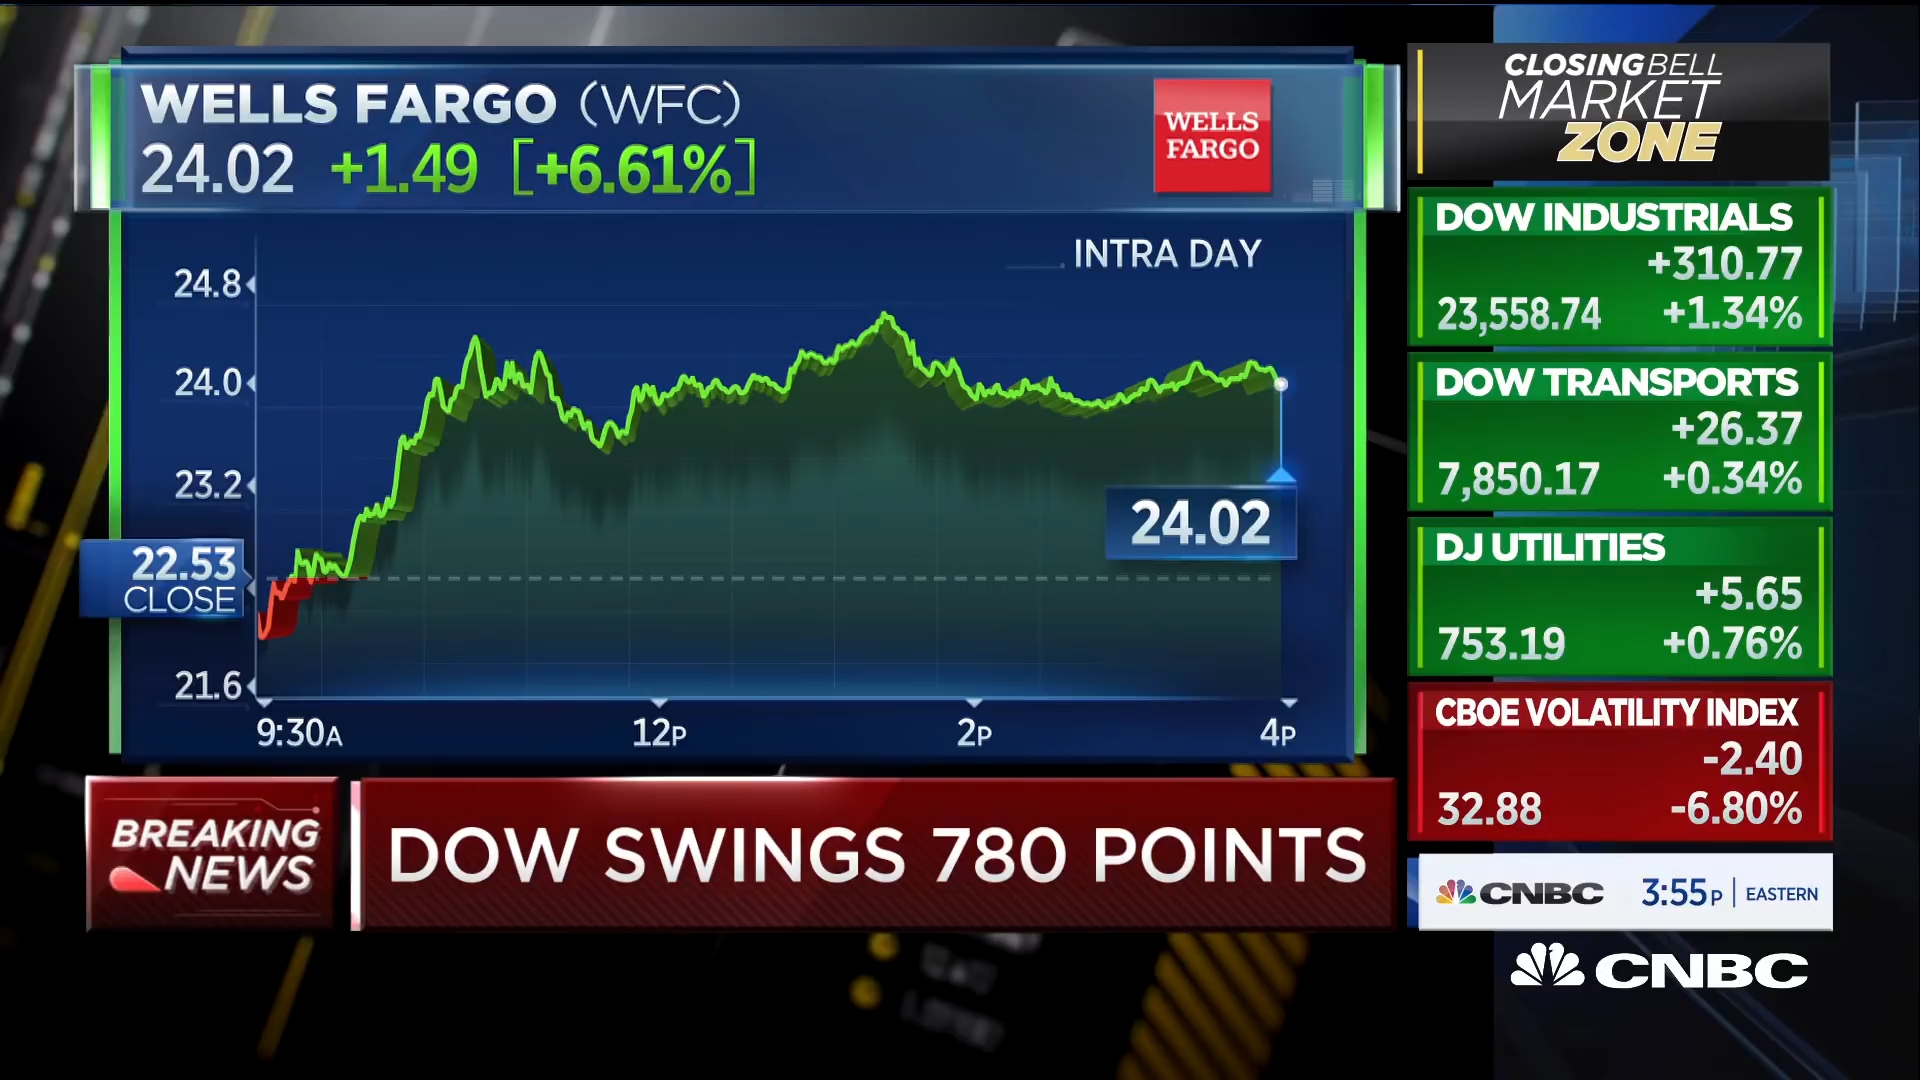 WELLS FARGO (WFC)
24.02 +1.49 [+6.61%]
WELLS
FARGO
INTRA DAY
24.8
24.0
23.2
22.53
CLOSE
21.6
24.02
9:30A 12P 2P 4P
BREAKING
NEWS
DOW SWINGS 780 POINTS
CLOSING BELL
MARKET
ZONE
DOW INDUSTRIALS
+310.77
23,558.74 +1.34%
DOW TRANSPORTS
+26.37
7,850.17 +0.34%
DJ UTILITIES
+5.65
753.19 +0.76%
CBOE VOLATILITY INDEX
-2.40
32.88 -6.80%
CNBC 3:55P | EASTERN
CNBC